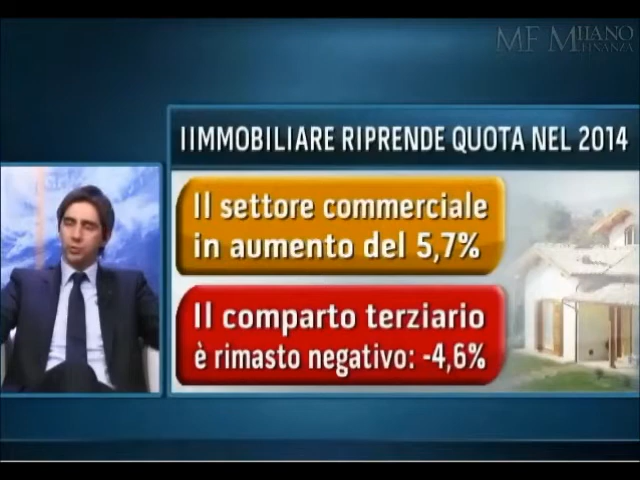 MF MILANO
FINANZA
IIMMOBILIARE RIPRENDE QUOTA NEL 2014
Il settore commerciale
in aumento del 5,7%
Il comparto terziario
è rimasto negativo: -4,6%